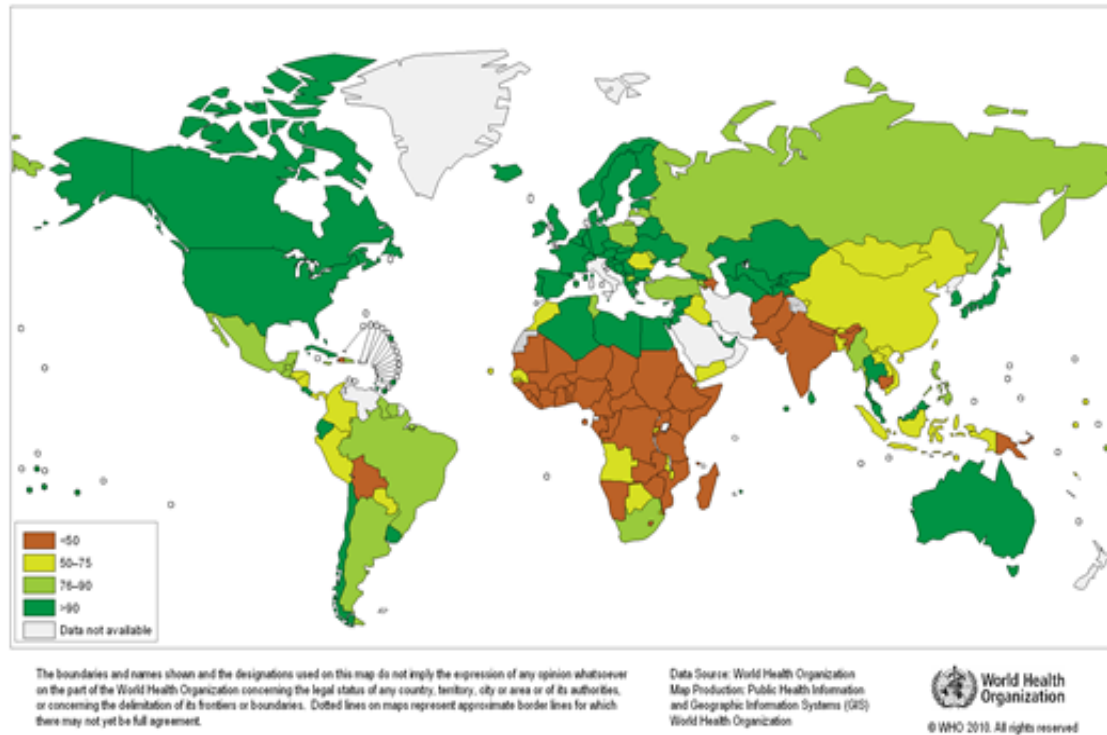 <50
50–75
76–90
>90
Data not available
The boundaries and names shown and the designations used on this map do not imply the expression of any opinion whatsoever
on the part of the World Health Organization concerning the legal status of any country, territory, city or area or of its authorities,
or concerning the delimitation of its frontiers or boundaries. Dotted lines on maps represent approximate border lines for which
there may not yet be full agreement.
Data Source: World Health Organization
Map Production: Public Health Information
and Geographic Information Systems (GIS)
World Health Organization
World Health
Organization
© WHO 2010. All rights reserved